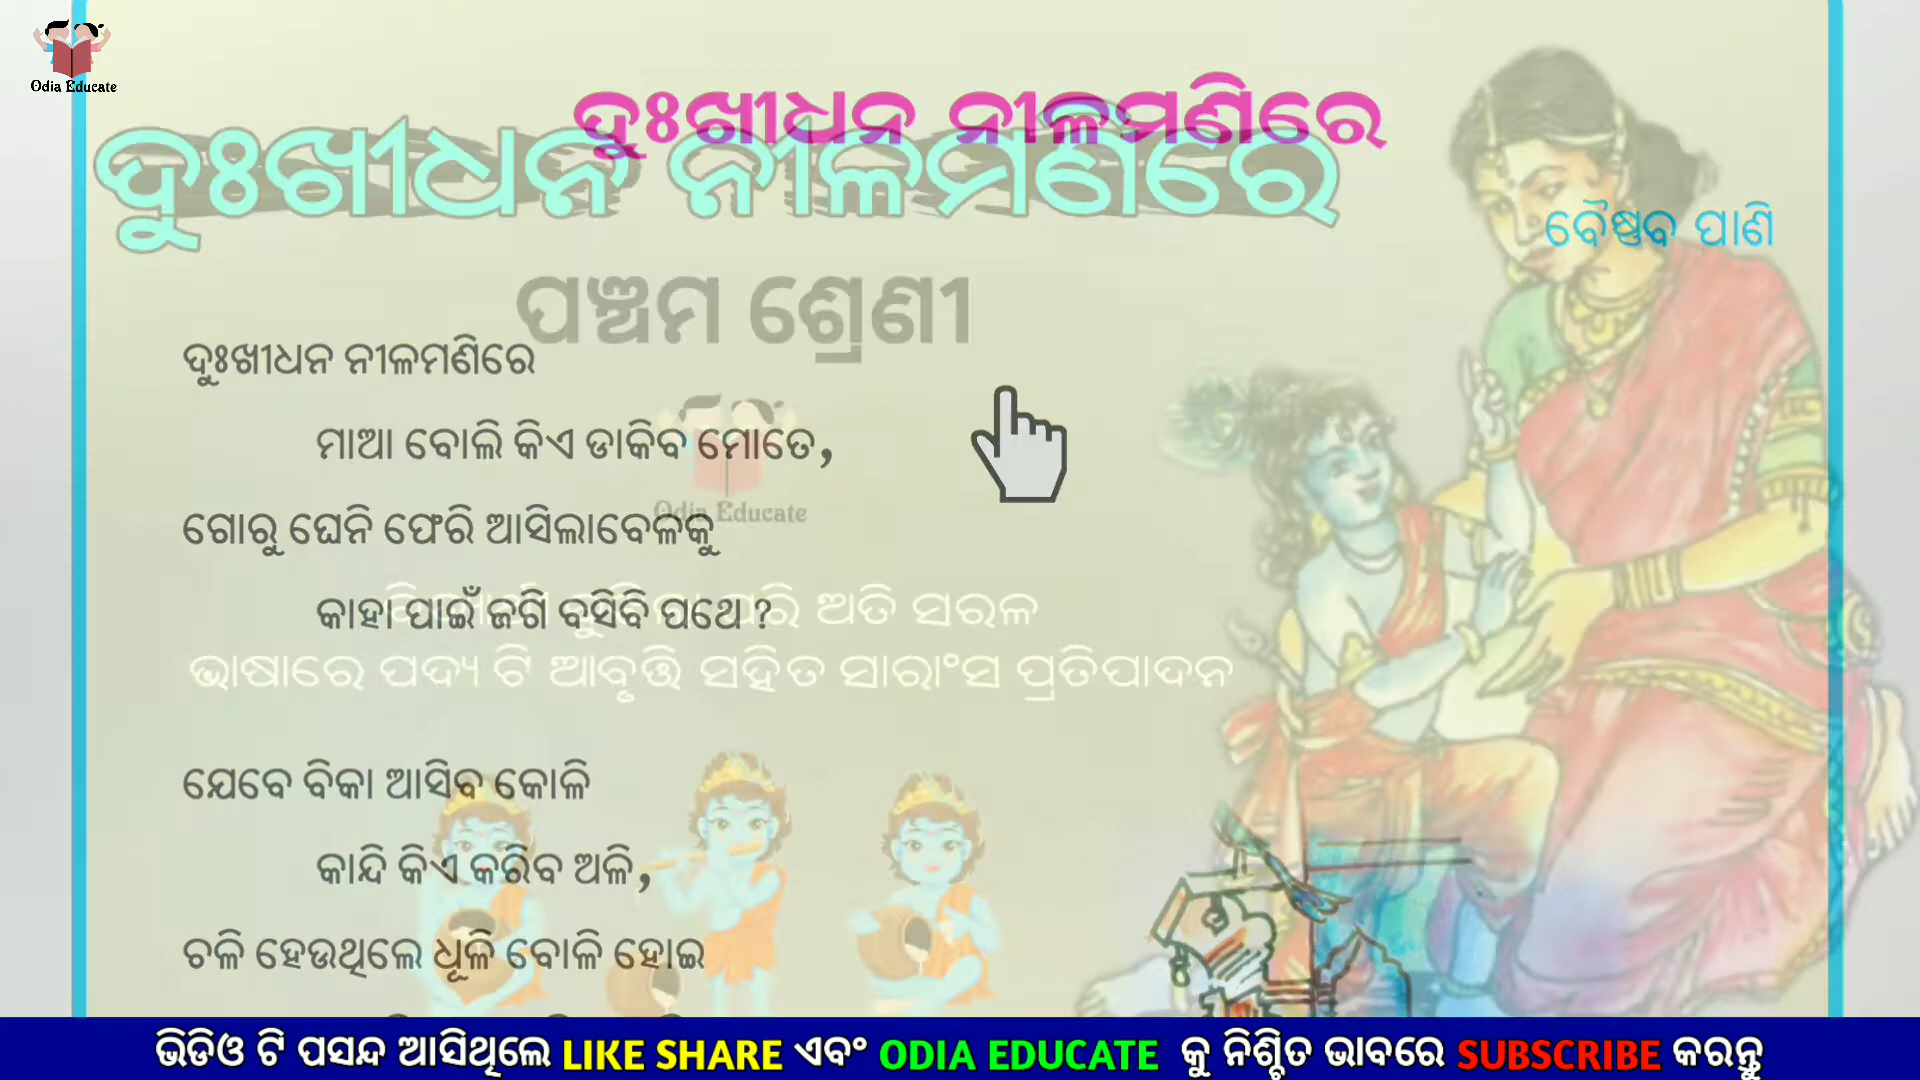 Odia Educate
ଦୁଃଖୀଧନ ନୀଳମଣିରେ
ଦୁଃଖୀଧନ ନୀଳମଣିରେ
ବୈଷ୍ଣବ ପାଣି
ପଞ୍ଚମ ଶ୍ରେଣୀ
ଦୁଃଖୀଧନ ନୀଳମଣିରେ
ମାଆ ବୋଲି କିଏ ଡାକିବ ମୋତେ,
Odia Educate
ଗୋରୁ ଘେନି ଫେରି ଆସିଲାବେଳକୁ
କାହା ପାଇଁ ଜଗି ବସିବି ପଥେ ?
ପରି ଅତି ସରଳ
ଭାଷାରେ ପଦ୍ୟ ଟି ଆବୃତ୍ତି ସହିତ ସାରାଂସ ପ୍ରତିପାଦନ
ଯେବେ ବିକା ଆସିବ କୋଳି
କାନ୍ଦି କିଏ କରିବ ଅଳି,
ଚଳି ହେଉଥିଲେ ଧୂଳି ବୋଳି ହୋଇ
ଭିଡିଓ ଟି ପସନ୍ଦ ଆସିଥିଲେ LIKE SHARE ଏବଂ ODIA EDUCATE କୁ ନିଶ୍ଚିତ ଭାବରେ SUBSCRIBE କରନ୍ତୁ